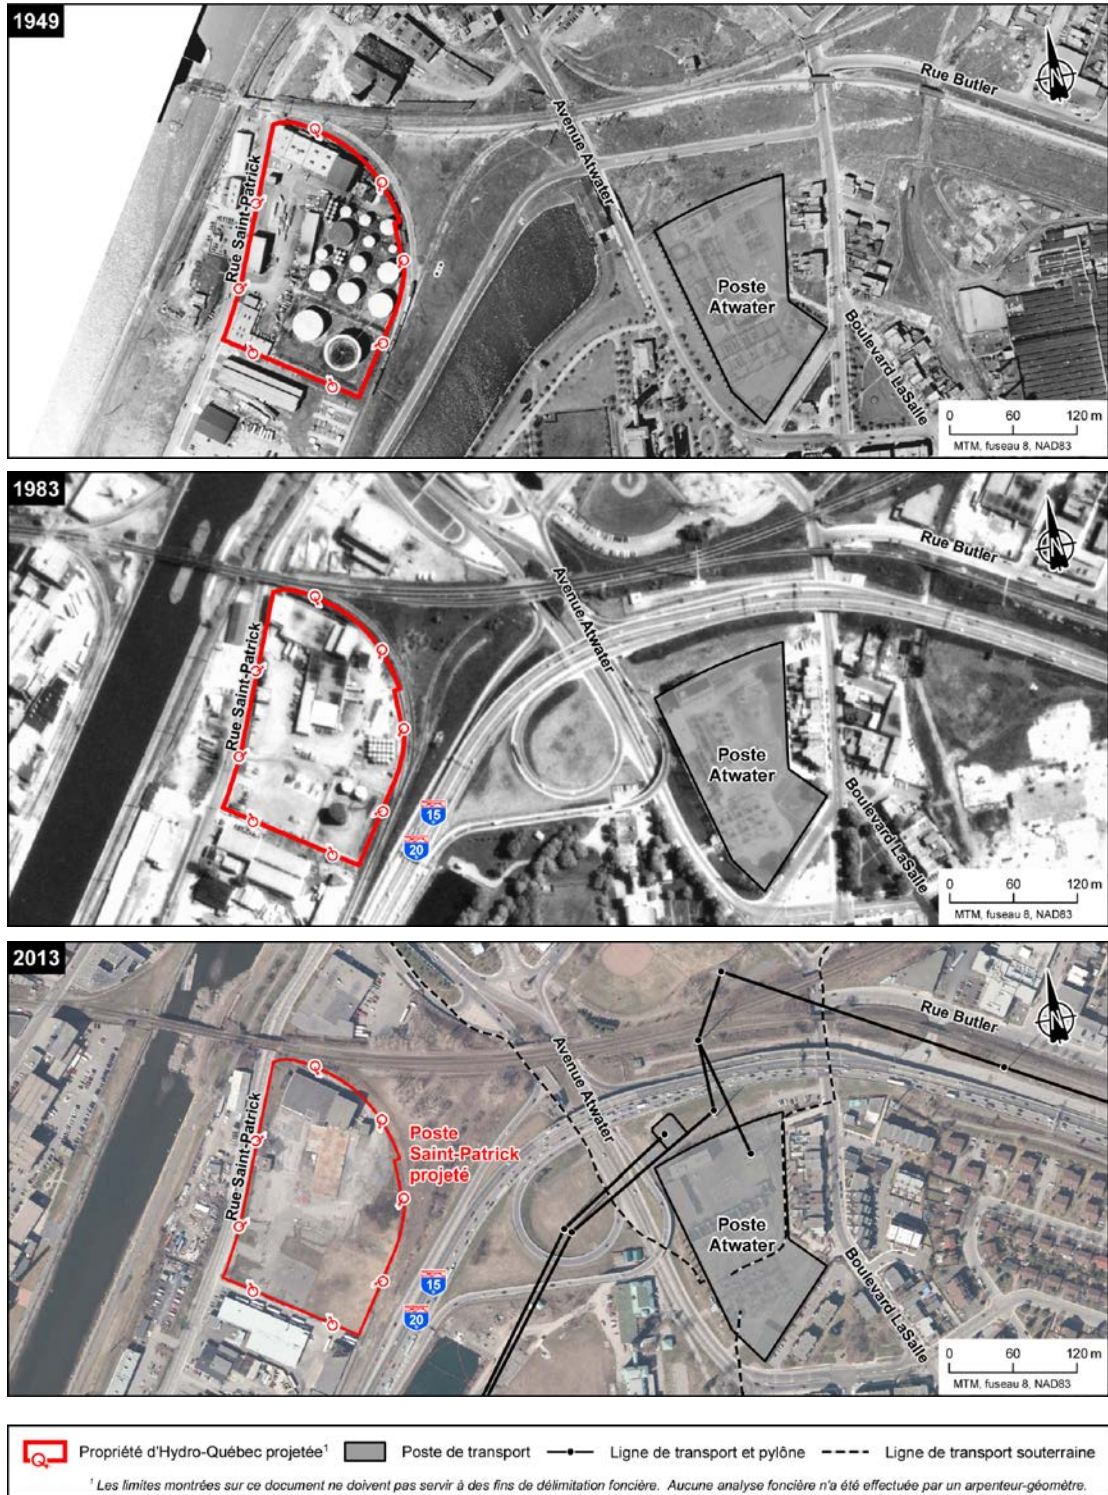 1949
Rue Butler
Avenue Atwater
Rue Saint-Patrick
N
Poste
Atwater
Boulevard LaSalle
0 60 120 m
MTM, fuseau 8, NAD83
1983
Rue Butler
Avenue Atwater
Rue Saint-Patrick
N
Poste
Atwater
Boulevard LaSalle
15
20
0 60 120 m
MTM, fuseau 8, NAD83
2013
Rue Butler
Avenue Atwater
Rue Saint-Patrick
N
Poste
Saint-Patrick
projeté
Poste
Atwater
Boulevard LaSalle
15
20
0 60 120 m
MTM, fuseau 8, NAD83
Propriété d'Hydro-Québec projetée¹ Poste de transport Ligne de transport et pylône Ligne de transport souterraine
¹ Les limites montrées sur ce document ne doivent pas servir à des fins de délimitation foncière. Aucune analyse foncière n'a été effectuée par un arpenteur-géomètre.